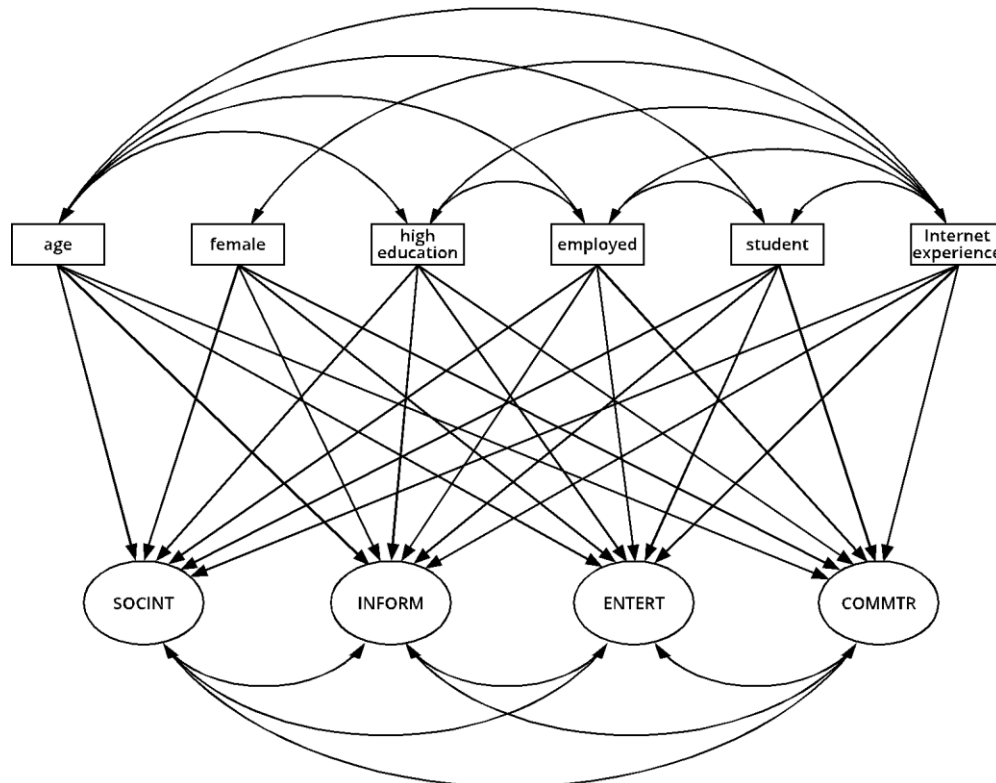 age
female
high
education
employed
student
Internet
experience
SOCINT
INFORM
ENTERT
COMMTR